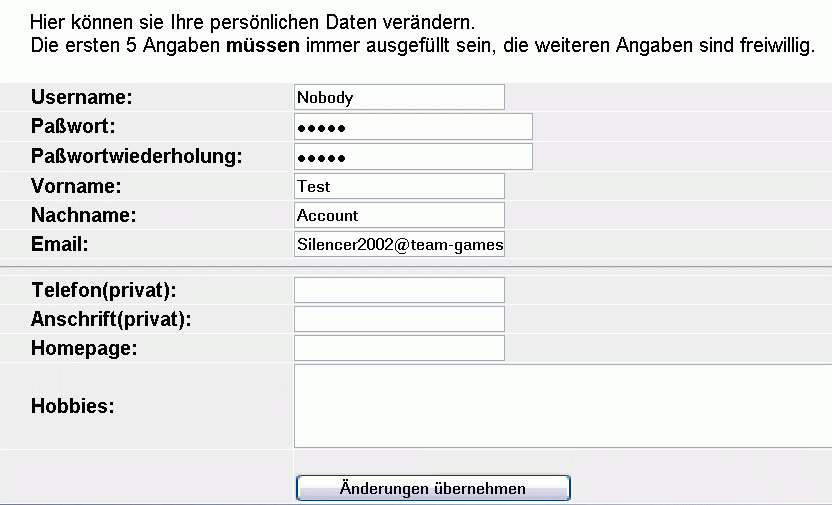 Hier können sie Ihre persönlichen Daten verändern.
Die ersten 5 Angaben müssen immer ausgefüllt sein, die weiteren Angaben sind freiwillig.
Username: Nobody
Paßwort: •••••
Paßwortwiederholung: •••••
Vorname: Test
Nachname: Account
Email: Silencer2002@team-games
Telefon(privat):
Anschrift(privat):
Homepage:
Hobbies:
Änderungen übernehmen